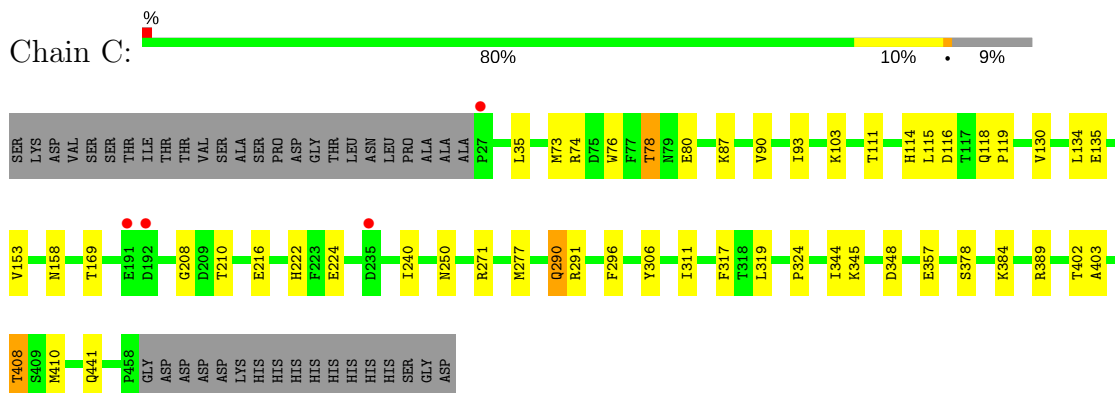 %
Chain C:
80% 10% • 9%
SER LYS ASP VAL SER SER THR ILE THR THR VAL SER ALA SER PRO ASP GLY THR LEU ASN LEU PRO ALA ALA ALA P27 L35 M73 R74 D75 W76 F77 T78 N79 E80 K87 V90 I93 K103 T111 H114 L115 D116 T117 Q118 P119 V130 L134 E135
V153 N158 T169 E191 D192 G208 D209 T210 E216 H222 F223 E224 D235 I240 N250 R271 M277 Q290 R291 F296 Y306 I311 F317 T318 L319 P324 I344 K345 D348 E357 S378 K384 R389 T402 A403
T408 S409 M410 Q441 P458 GLY ASP ASP ASP ASP LYS HIS HIS HIS HIS HIS HIS HIS HIS SER GLY ASP